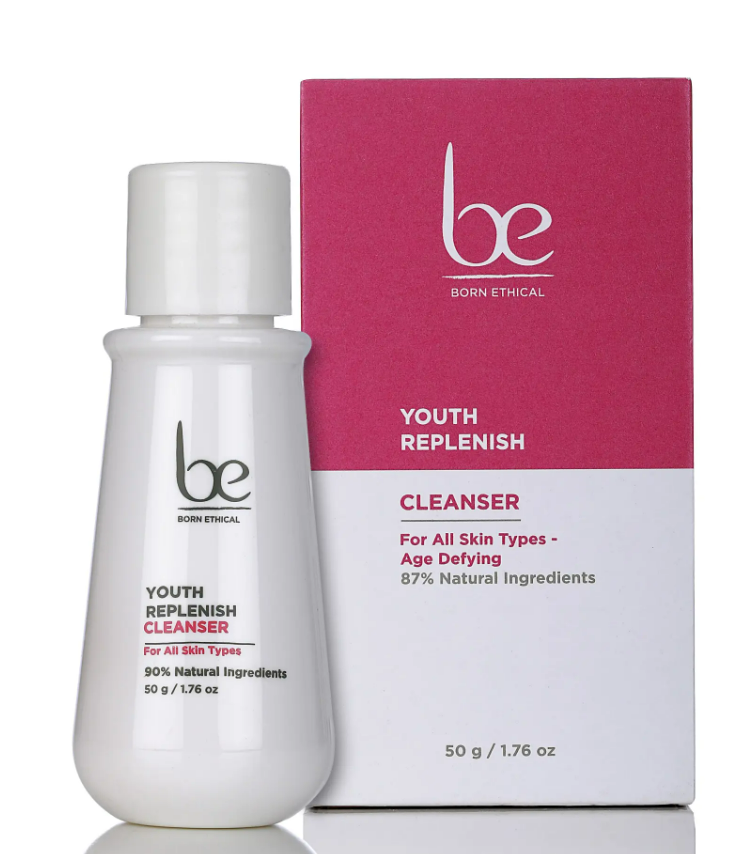 be
BORN ETHICAL
YOUTH
REPLENISH
CLEANSER
For All Skin Types
90% Natural Ingredients
50 g / 1.76 oz
be
BORN ETHICAL
YOUTH
REPLENISH
CLEANSER
For All Skin Types -
Age Defying
87% Natural Ingredients
50 g / 1.76 oz